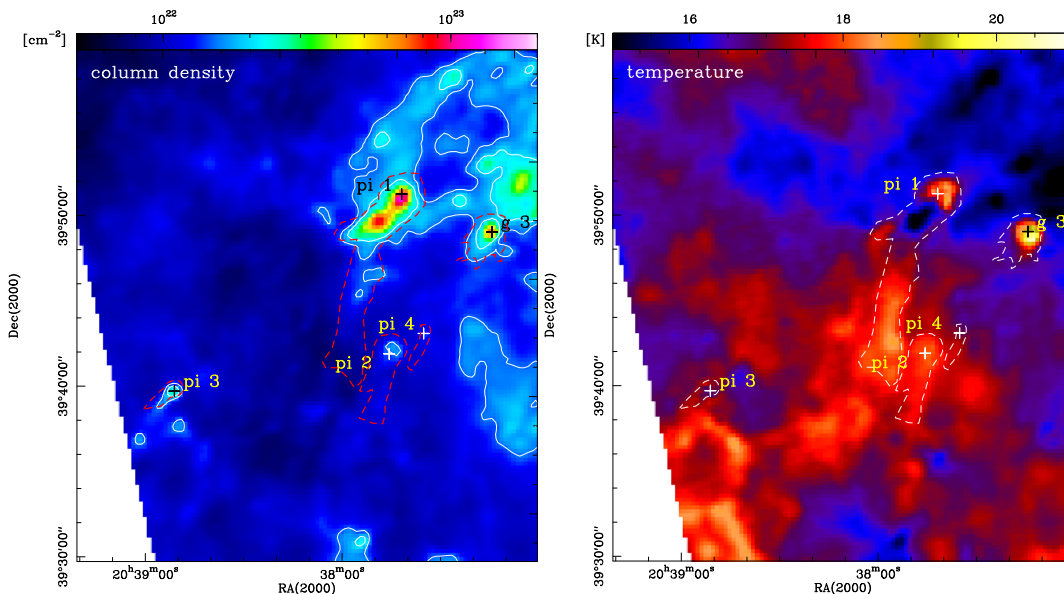 10²² 10²³
[cm⁻²]
column density
pi 1
g 3
pi 4
pi 2
pi 3
39°50'00"
39°40'00"
39°30'00"
Dec(2000)
20ʰ39ᵐ00ˢ 38ᵐ00ˢ
RA(2000)
16 18 20
[K]
temperature
pi 1
g 3
pi 4
pi 2
pi 3
39°50'00"
39°40'00"
39°30'00"
Dec(2000)
20ʰ39ᵐ00ˢ 38ᵐ00ˢ
RA(2000)